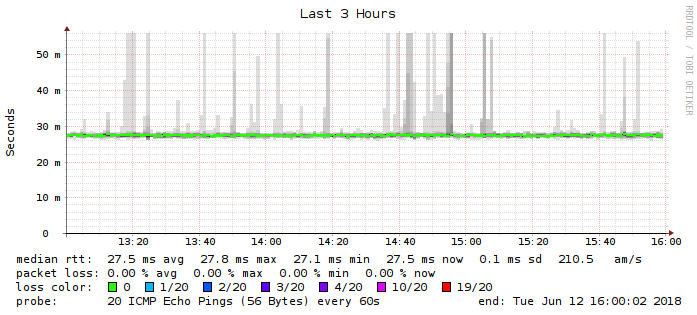 Last 3 Hours
RRDTOOL / TOBI OETIKER
Seconds
50 m
40 m
30 m
20 m
10 m
0
13:20 13:40 14:00 14:20 14:40 15:00 15:20 15:40 16:00
median rtt: 27.5 ms avg 27.8 ms max 27.1 ms min 27.5 ms now 0.1 ms sd 210.5 am/s
packet loss: 0.00 % avg 0.00 % max 0.00 % min 0.00 % now
loss color: 0 1/20 2/20 3/20 4/20 10/20 19/20
probe: 20 ICMP Echo Pings (56 Bytes) every 60s end: Tue Jun 12 16:00:02 2018